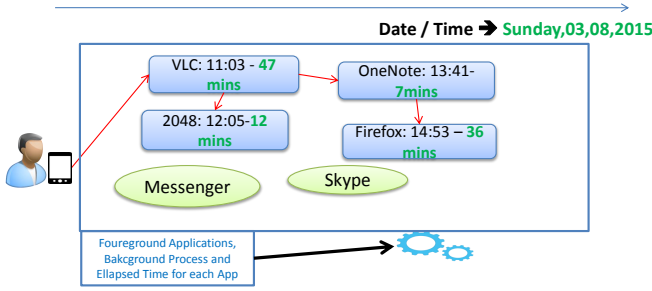 Date / Time → Sunday,03,08,2015
VLC: 11:03 - 47
mins
OneNote: 13:41-
7mins
2048: 12:05-12
mins
Firefox: 14:53 – 36
mins
Messenger
Skype
Foureground Applications,
Bakcground Process and
Ellapsed Time for each App